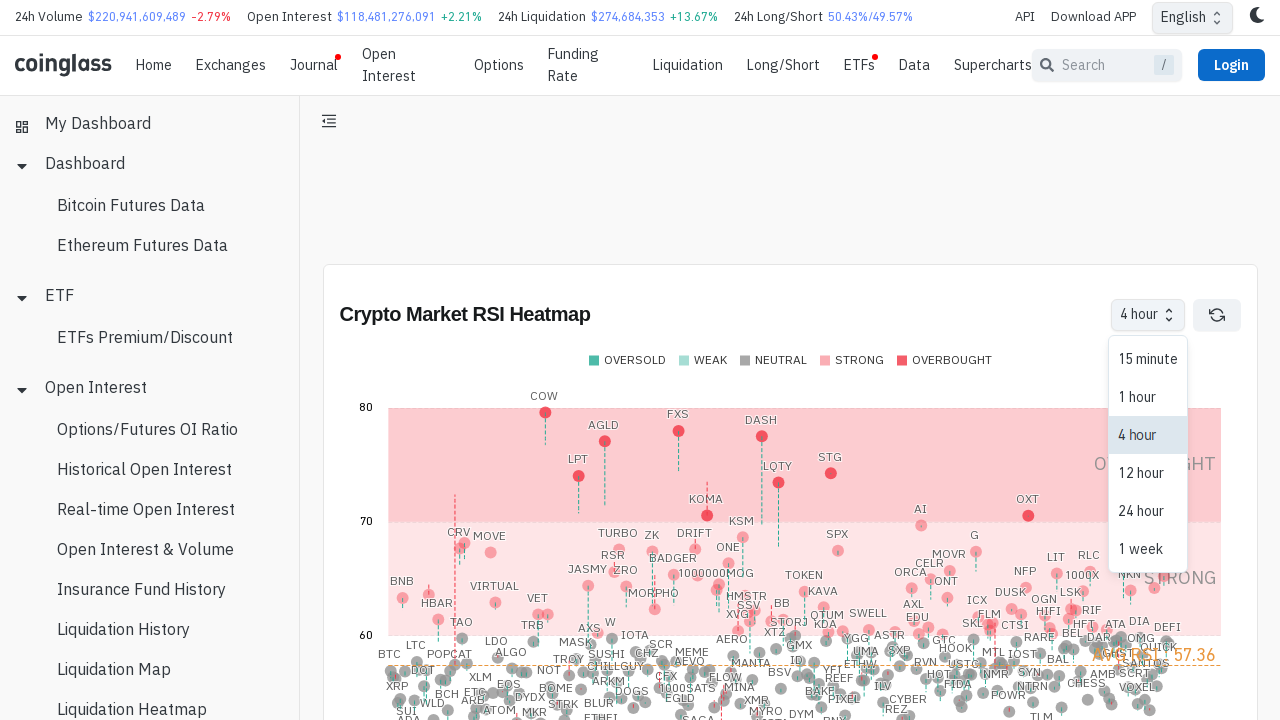 24h Volume $220,941,609,489 -2.79% Open Interest $118,481,276,091 +2.21% 24h Liquidation $274,684,353 +13.67% 24h Long/Short 50.43%/49.57% API Download APP English
coinglass Home Exchanges Journal Open Interest Options Funding Rate Liquidation Long/Short ETFs Data Supercharts Search / Login
My Dashboard
Dashboard
Bitcoin Futures Data
Ethereum Futures Data
ETF
ETFs Premium/Discount
Open Interest
Options/Futures OI Ratio
Historical Open Interest
Real-time Open Interest
Open Interest & Volume
Insurance Fund History
Liquidation History
Liquidation Map
Liquidation Heatmap
Crypto Market RSI Heatmap
4 hour
15 minute
1 hour
4 hour
12 hour
24 hour
1 week
OVERSOLD WEAK NEUTRAL STRONG OVERBOUGHT
80
COW
FXS
AGLD DASH
LPT LQTY STG
KOMA OXT
70
AI
KSM
CRV MOVE TURBO ZK DRIFT SPX G
ONE
RSR BADGER MOVR LIT RLC
JASMY ZRO 1000000MOG TOKEN ORCA CELR NFP 1000X NKN
STRONG
BNB VIRTUAL MORPHO HMSTR KAVA ONT DUSK LSK
HBAR VET SSV BB AXL ICX OGN RIF
TAO TRB XVG STORJ TUM SWELL EDU FLM HIFI
60
AXS W KDA SKL CTSI HFT ATA DEFI
LTC LDO MASK IOTA AERO XTZ YGG ASTR GTC RARE BEL DAR OMG
BTC POPCAT ALGO SUSHI CHZ SCR MEME GMX UMA SXP HOOK MTL IOST QUICK
57.36
TROY AEVO MANTA ID ETHW RVN USTC BAL SANTOS
XRP DOT XLM NOT CHILLGUY CFX FLOW BSV YFI REEF HOT NMR SYN AMB SCRT
BCH ETC EOS BOME ARKM DOGS 1000SATS MINA BAKE ILV FIDA NTRN CHESS VOXEL
SUI WLD ARB DYDX STRK BLUR EGLD XMR PIXEL CYBER POWR
ATOM MKR MYRO DYM REZ TLM